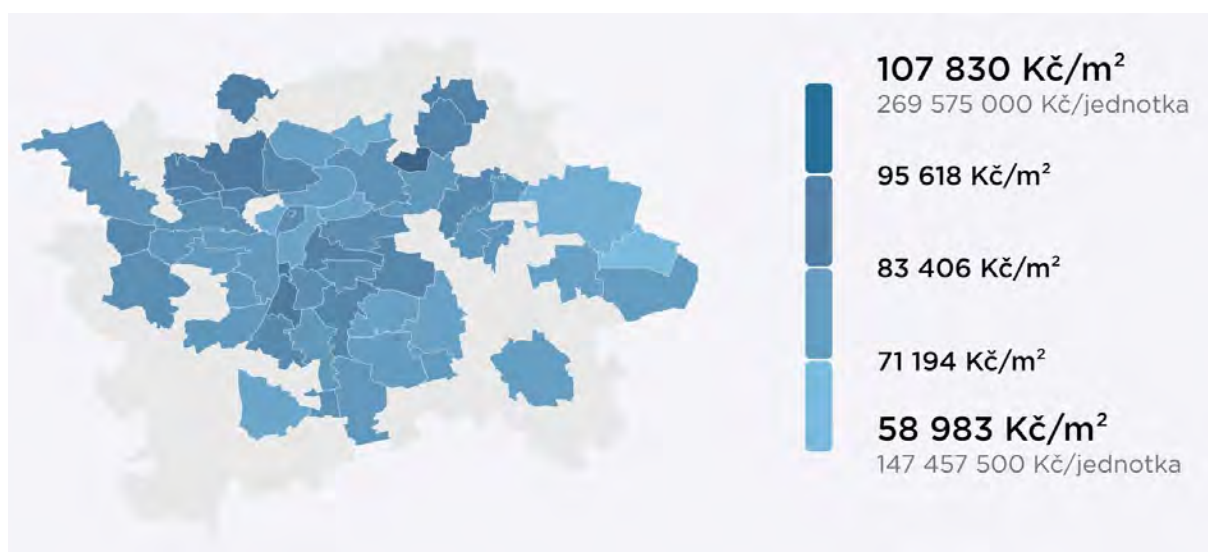 107 830 Kč/m²
269 575 000 Kč/jednotka
95 618 Kč/m²
83 406 Kč/m²
71 194 Kč/m²
58 983 Kč/m²
147 457 500 Kč/jednotka